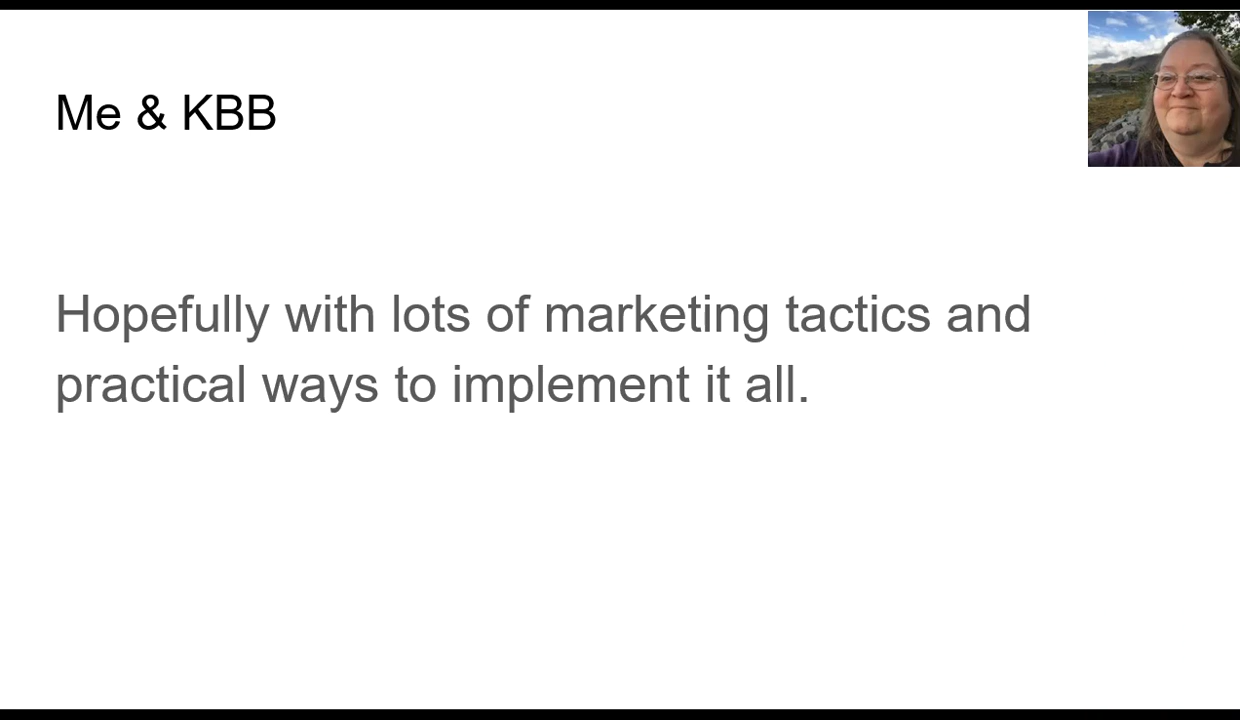 Me & KBB
Hopefully with lots of marketing tactics and
practical ways to implement it all.